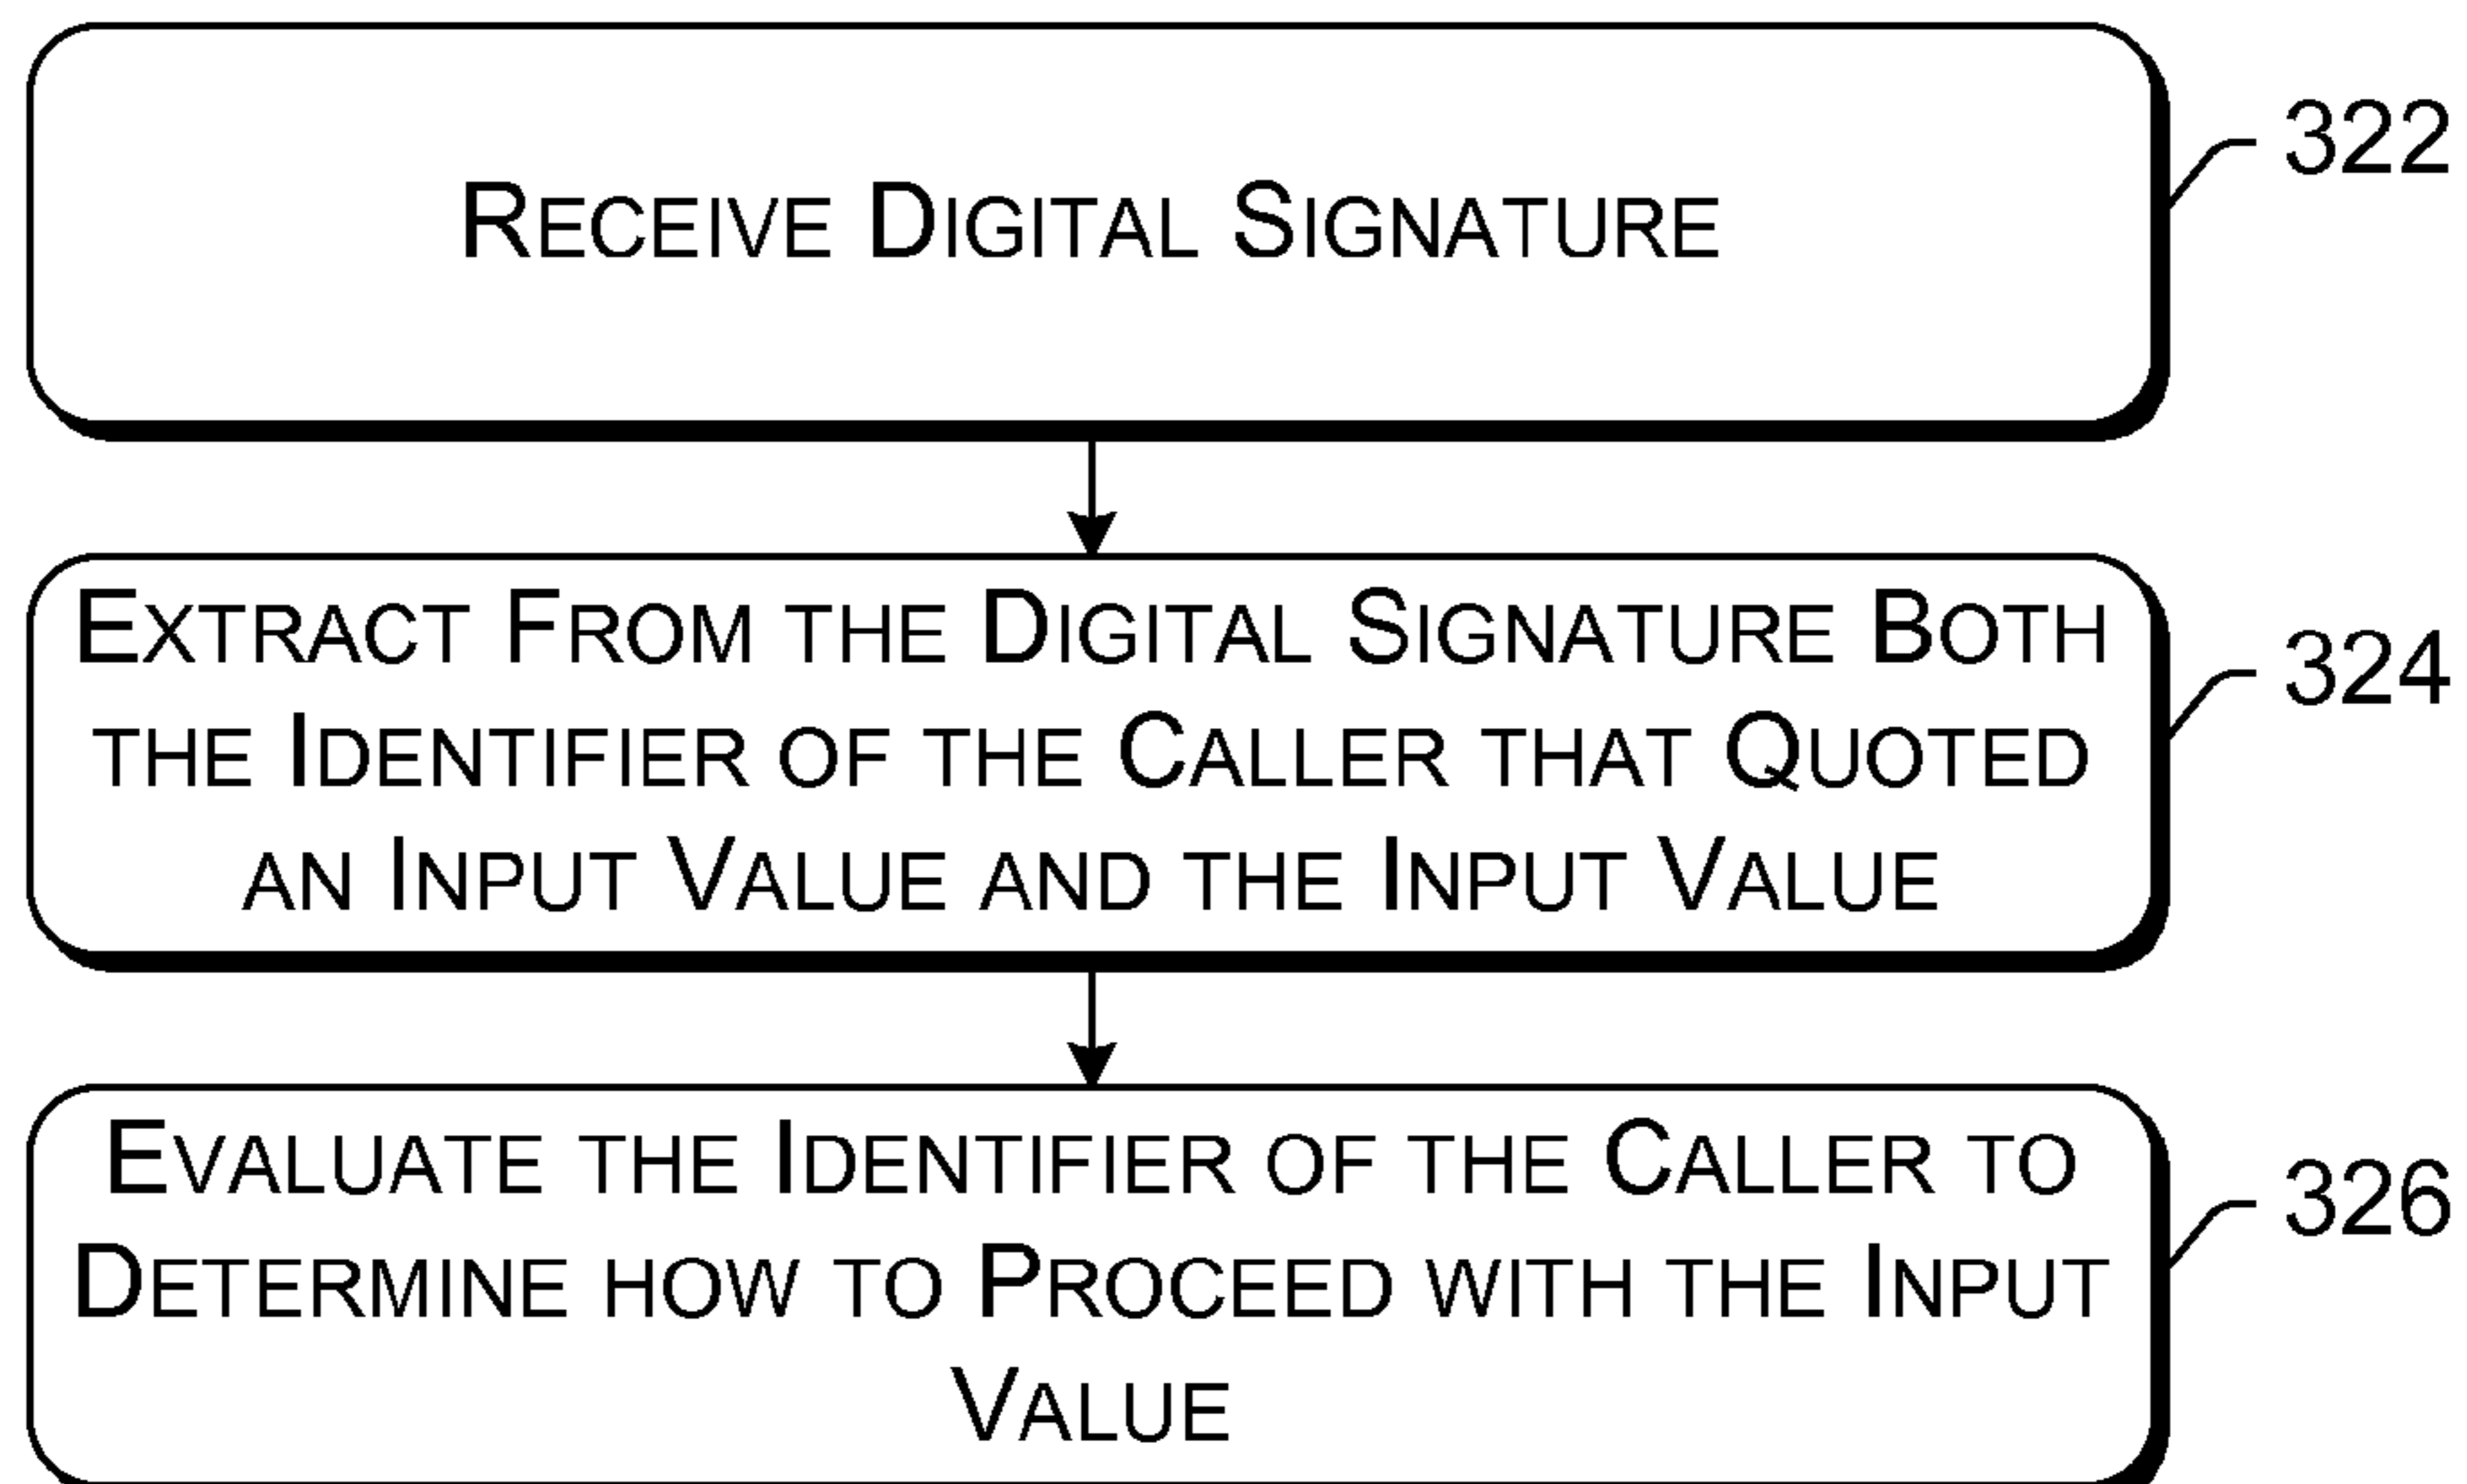 RECEIVE DIGITAL SIGNATURE
322
EXTRACT FROM THE DIGITAL SIGNATURE BOTH
THE IDENTIFIER OF THE CALLER THAT QUOTED
AN INPUT VALUE AND THE INPUT VALUE
324
EVALUATE THE IDENTIFIER OF THE CALLER TO
DETERMINE HOW TO PROCEED WITH THE INPUT
VALUE
326